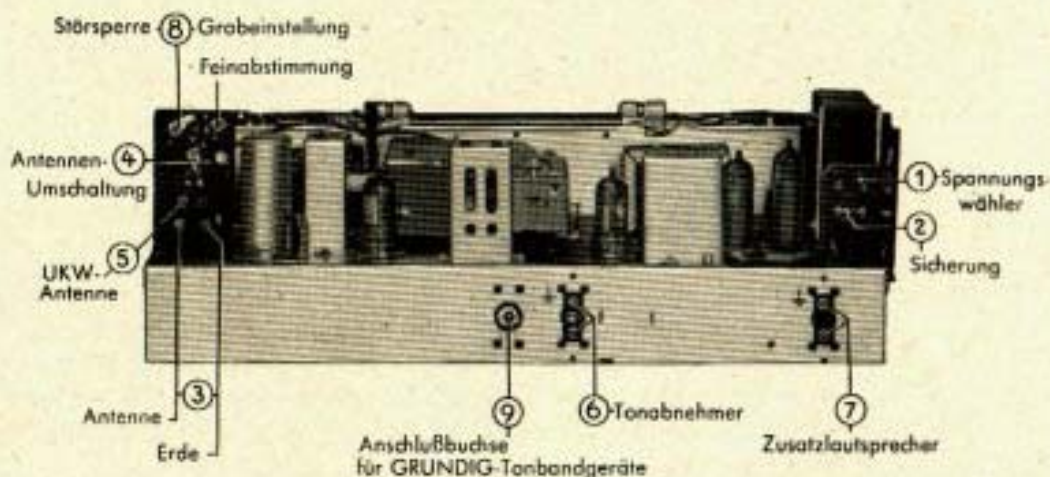 Störsperre ⑧ Grobeinstellung
Feinabstimmung
Antennen- ④
Umschaltung
⑤
UKW-
Antenne
① Spannungs-
wähler
②
Sicherung
③
Antenne
Erde
⑨
Anschlußbuchse
für GRUNDIG-Tonbandgeräte
⑥ Tonabnehmer
⑦
Zusatzlautsprecher